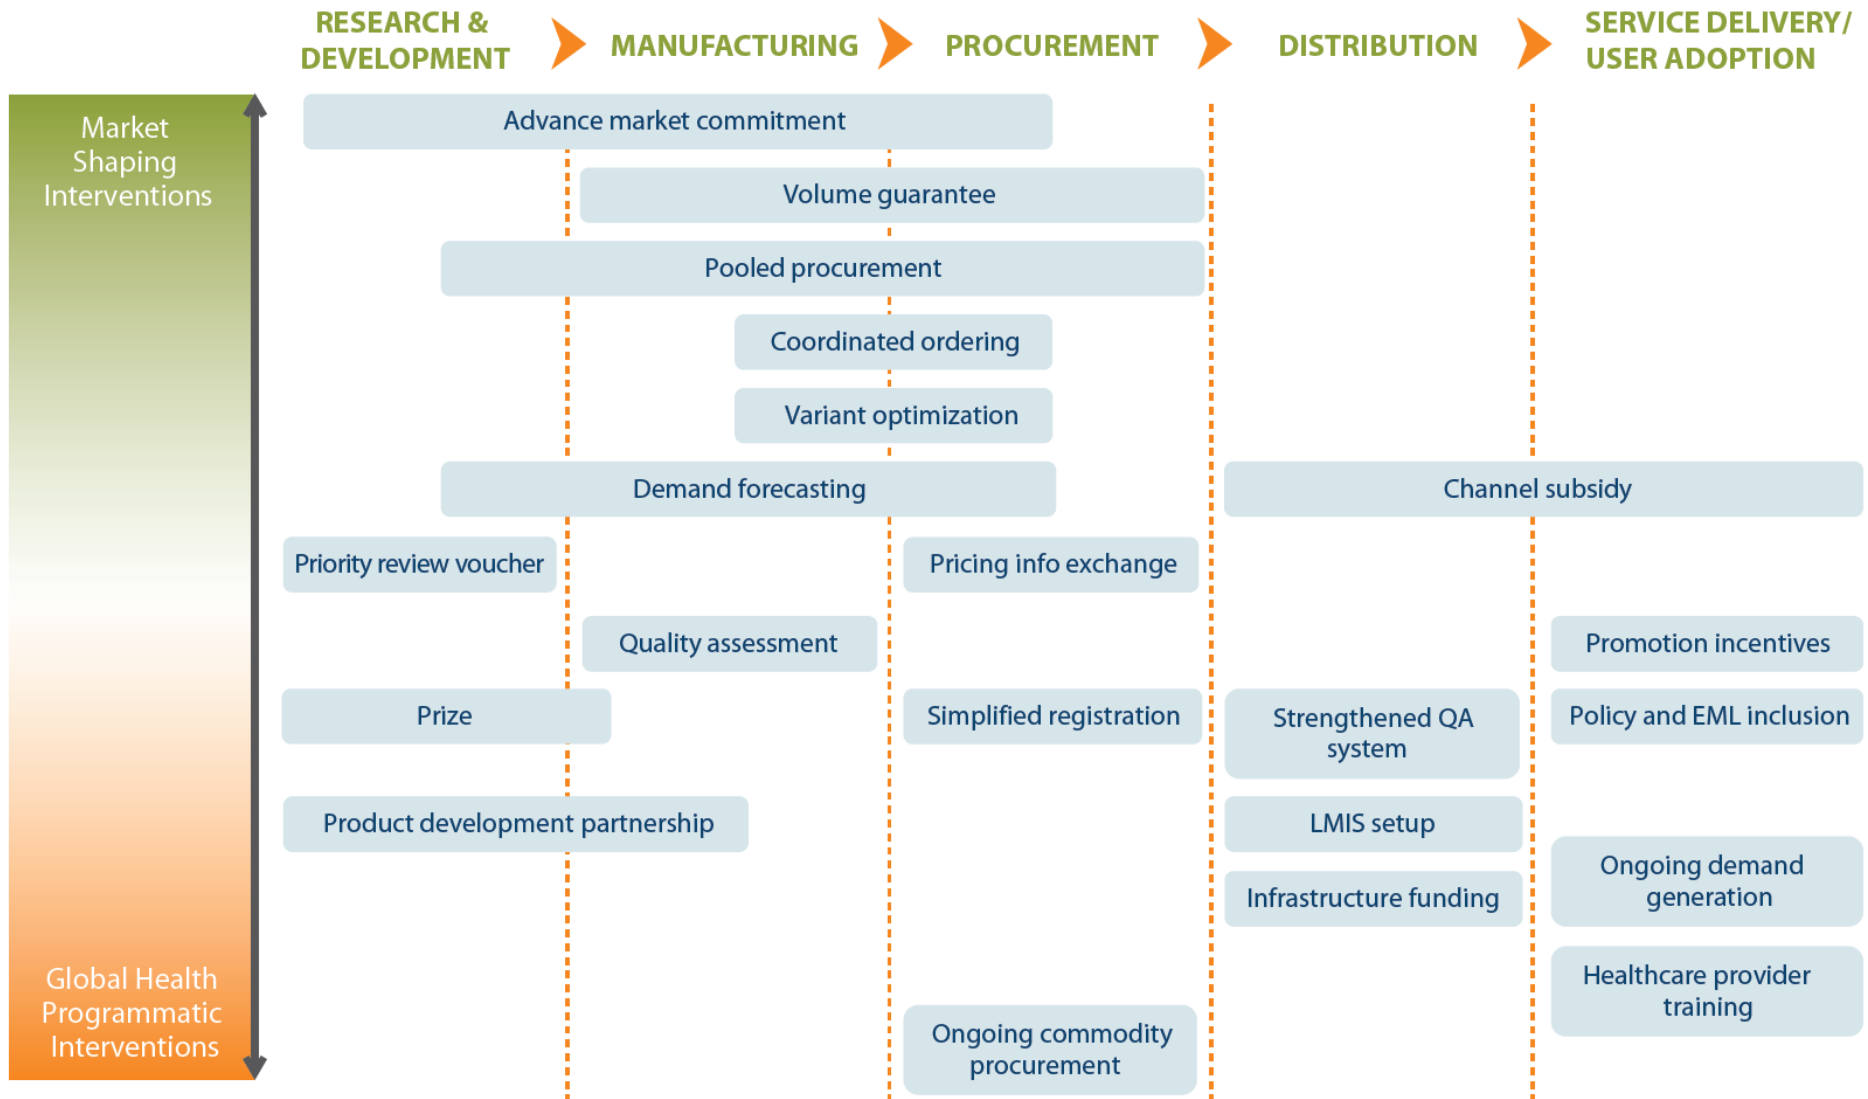 RESEARCH &
DEVELOPMENT
MANUFACTURING
PROCUREMENT
DISTRIBUTION
SERVICE DELIVERY/
USER ADOPTION
Market
Shaping
Interventions
Advance market commitment
Volume guarantee
Pooled procurement
Coordinated ordering
Variant optimization
Demand forecasting
Channel subsidy
Priority review voucher
Pricing info exchange
Quality assessment
Promotion incentives
Prize
Simplified registration
Strengthened QA
system
Policy and EML inclusion
Product development partnership
LMIS setup
Ongoing demand
generation
Infrastructure funding
Global Health
Programmatic
Interventions
Healthcare provider
training
Ongoing commodity
procurement